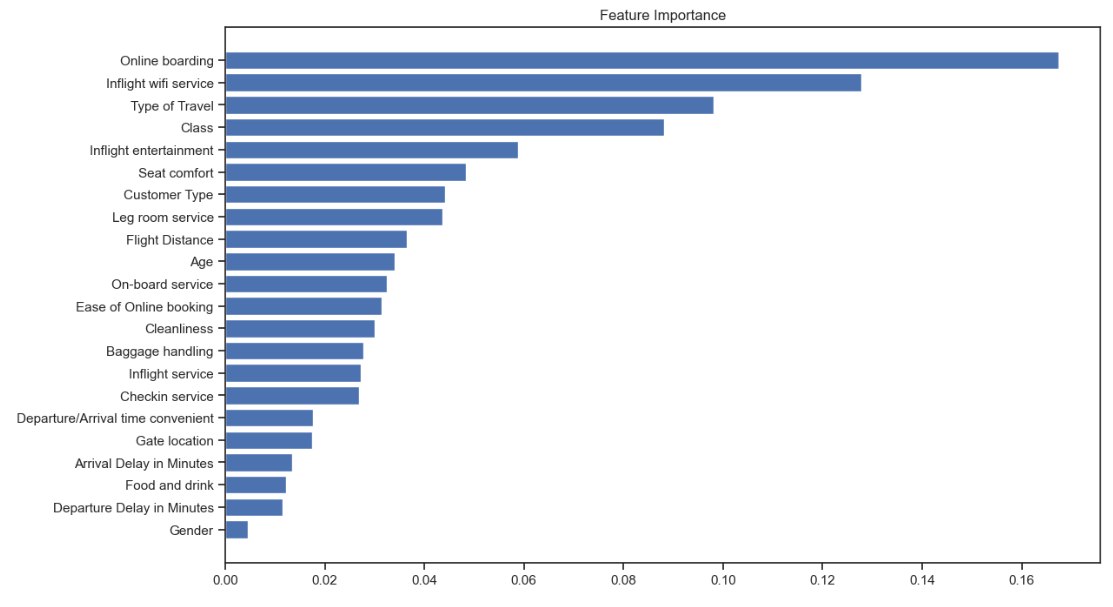 Feature Importance
Online boarding
Inflight wifi service
Type of Travel
Class
Inflight entertainment
Seat comfort
Customer Type
Leg room service
Flight Distance
Age
On-board service
Ease of Online booking
Cleanliness
Baggage handling
Inflight service
Checkin service
Departure/Arrival time convenient
Gate location
Arrival Delay in Minutes
Food and drink
Departure Delay in Minutes
Gender
0.00 0.02 0.04 0.06 0.08 0.10 0.12 0.14 0.16